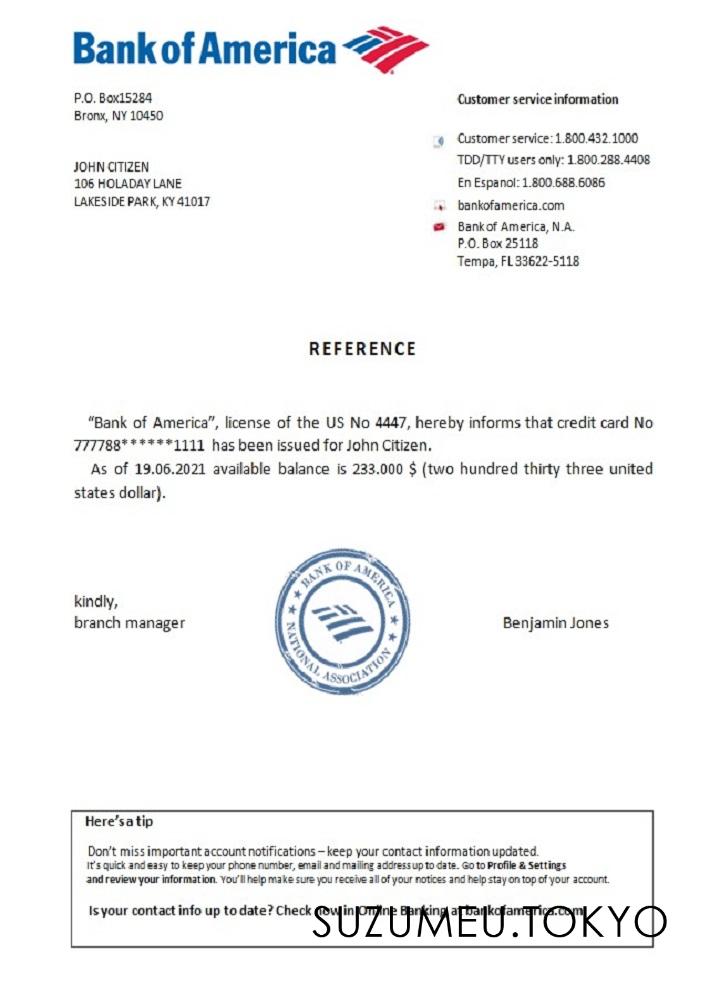 Bank of America
P.O. Box15284
Bronx, NY 10450
JOHN CITIZEN
106 HOLADAY LANE
LAKESIDE PARK, KY 41017
Customer service information
Customer service: 1.800.432.1000
TDD/TTY users only: 1.800.288.4408
En Espanol: 1.800.688.6086
bankofamerica.com
Bank of America, N.A.
P.O. Box 25118
Tempa, FL 33622-5118
REFERENCE
“Bank of America”, license of the US No 4447, hereby informs that credit card No
777788******1111 has been issued for John Citizen.
As of 19.06.2021 available balance is 233.000 $ (two hundred thirty three united
states dollar).
kindly,
branch manager
BANK OF AMERICA
NATIONAL ASSOCIATION
Benjamin Jones
Here's a tip
Don't miss important account notifications – keep your contact information updated.
It's quick and easy to keep your phone number, email and mailing address up to date. Go to Profile & Settings
and review your information. You'll help make sure you receive all of your notices and help stay on top of your account.
Is your contact info up to date? Check now in Online Banking at bankofamerica.com
SUZUMEU.TOKYO